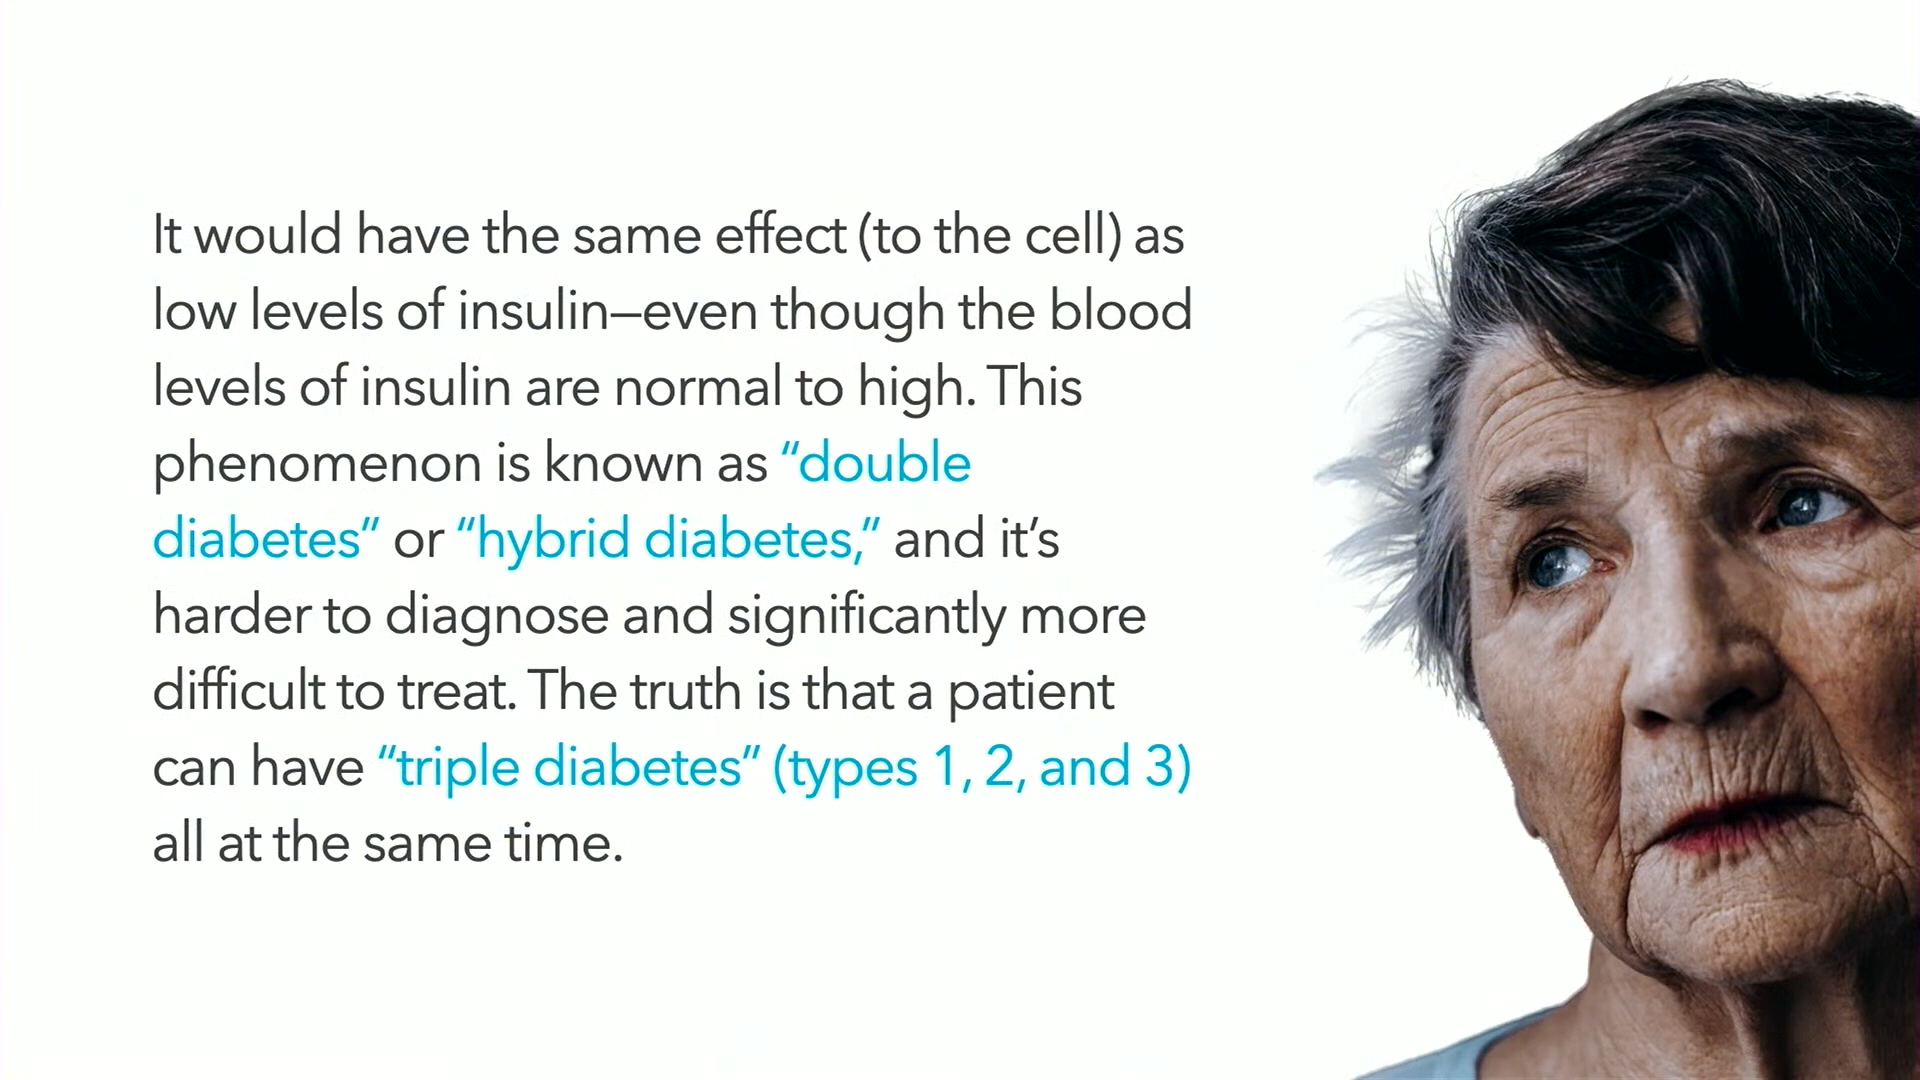 It would have the same effect (to the cell) as
low levels of insulin—even though the blood
levels of insulin are normal to high. This
phenomenon is known as “double
diabetes” or “hybrid diabetes,” and it’s
harder to diagnose and significantly more
difficult to treat. The truth is that a patient
can have “triple diabetes” (types 1, 2, and 3)
all at the same time.